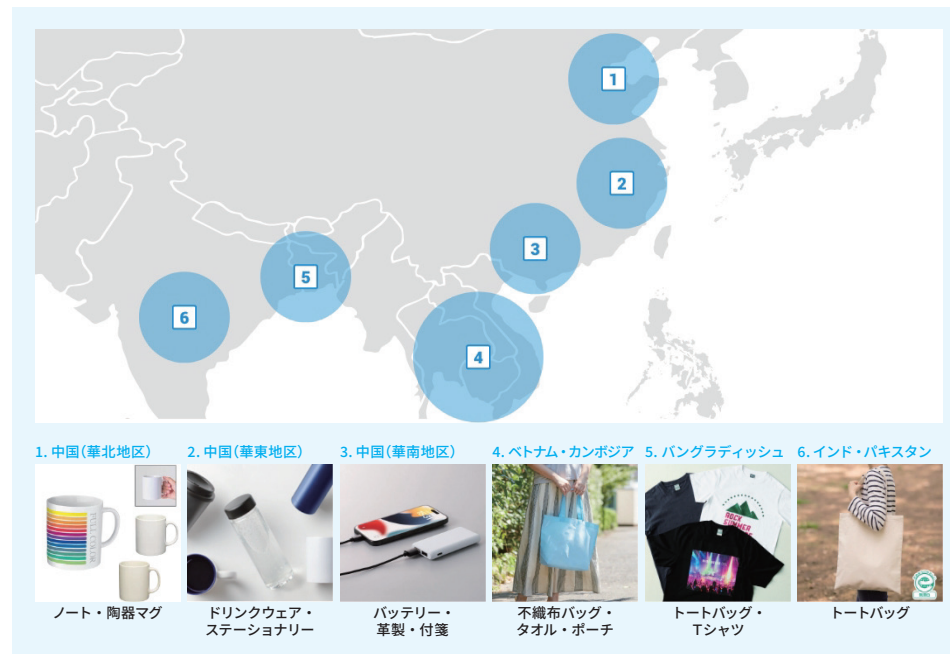 1
2
3
4
5
6
1. 中国(華北地区)
2. 中国(華東地区)
3. 中国(華南地区)
4. ベトナム・カンボジア
5. バングラディッシュ
6. インド・パキスタン
FULL COLOR
ROCK
SUMMER
e
ノート・陶器マグ
ドリンクウェア・
ステーショナリー
バッテリー・
革製・付箋
不織布バッグ・
タオル・ポーチ
トートバッグ・
Tシャツ
トートバッグ